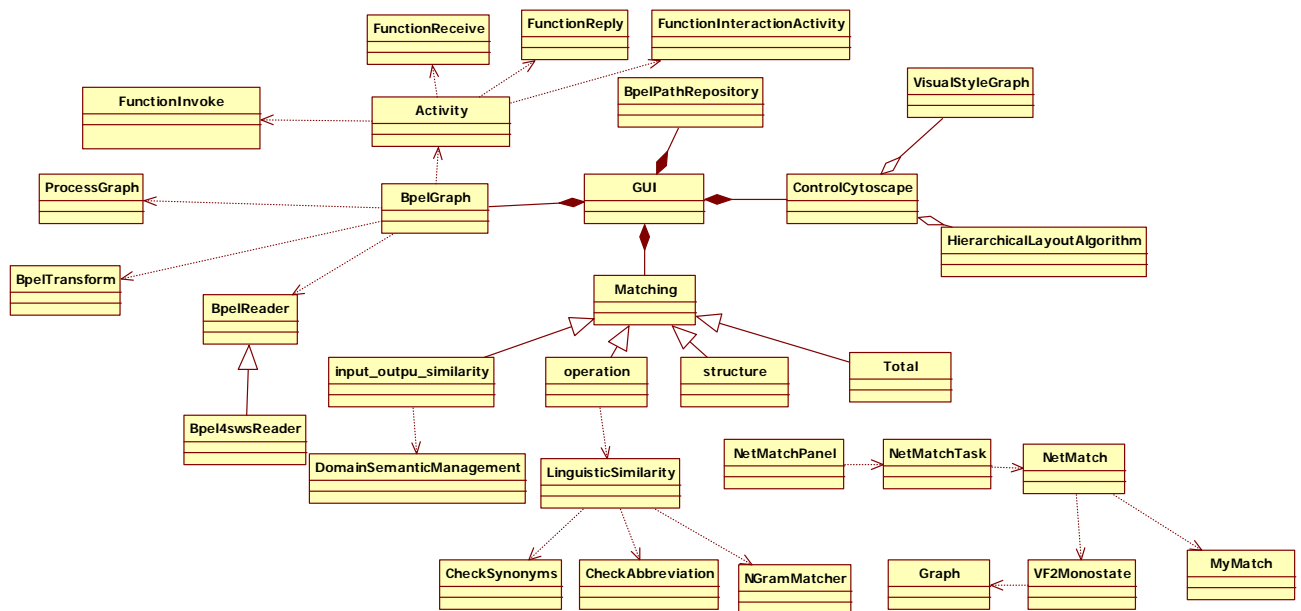 FunctionReceive
FunctionReply
FunctionInteractionActivity
VisualStyleGraph
BpelPathRepository
FunctionInvoke
Activity
ProcessGraph
BpelGraph
GUI
ControlCytoscape
HierarchicalLayoutAlgorithm
BpelTransform
BpelReader
Matching
input_outpu_similarity
operation
structure
Total
Bpel4swsReader
DomainSemanticManagement
LinguisticSimilarity
NetMatchPanel
NetMatchTask
NetMatch
CheckSynonyms
CheckAbbreviation
NGramMatcher
Graph
VF2Monostate
MyMatch